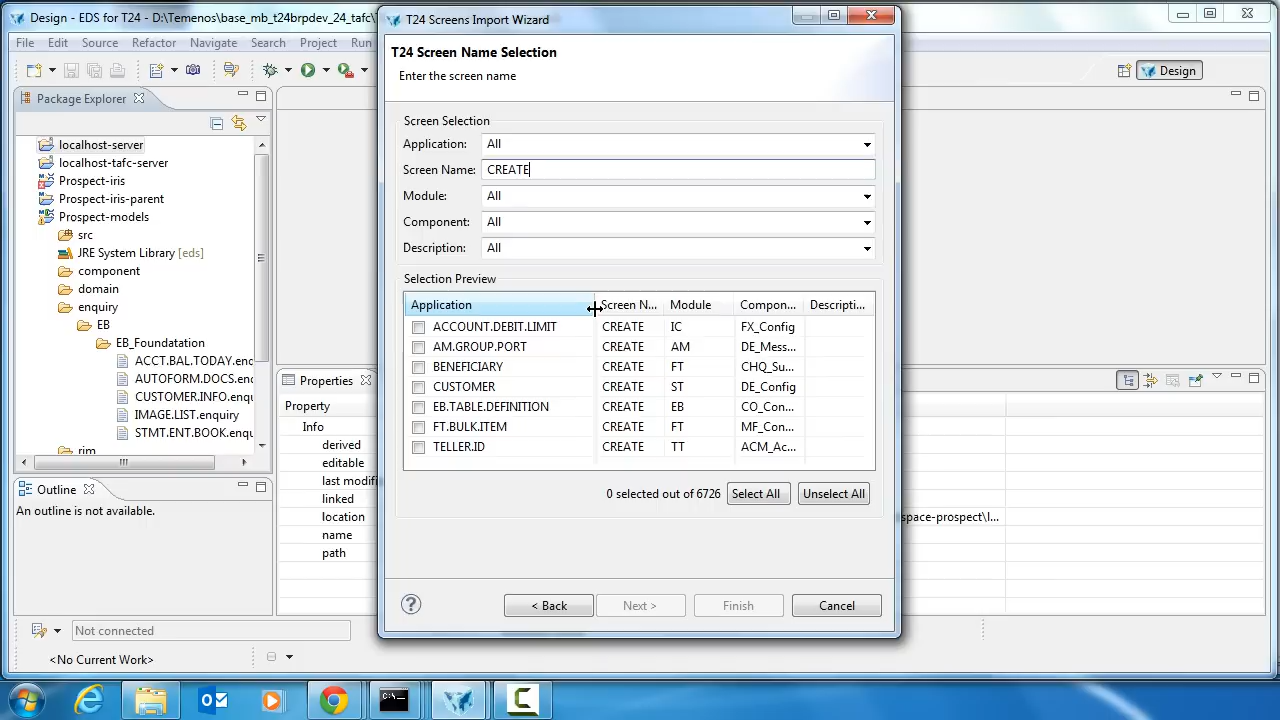 Design - EDS for T24 - D:\Temenos\base_mb_t24brpdev_24_tafc\
File Edit Source Refactor Navigate Search Project Run
Design
Package Explorer
localhost-server
localhost-tafc-server
Prospect-iris
Prospect-iris-parent
Prospect-models
src
JRE System Library [eds]
component
domain
enquiry
EB
EB_Foundatation
ACCT.BAL.TODAY.enq
AUTOFORM.DOCS.enq
CUSTOMER.INFO.enq
IMAGE.LIST.enquiry
STMT.ENT.BOOK.enqu
rim
Outline
An outline is not available.
Properties
Property
Info
derived
editable
last modifi
linked
location
space-prospect\l...
name
path
T24 Screens Import Wizard
T24 Screen Name Selection
Enter the screen name
Screen Selection
Application: All
Screen Name: CREATE
Module: All
Component: All
Description: All
Selection Preview
Application Screen N... Module Compon... Descripti...
ACCOUNT.DEBIT.LIMIT CREATE IC FX_Config
AM.GROUP.PORT CREATE AM DE_Mess...
BENEFICIARY CREATE FT CHQ_Su...
CUSTOMER CREATE ST DE_Config
EB.TABLE.DEFINITION CREATE EB CO_Con...
FT.BULK.ITEM CREATE FT MF_Con...
TELLER.ID CREATE TT ACM_Ac...
0 selected out of 6726 Select All Unselect All
< Back Next > Finish Cancel
Not connected
<No Current Work>